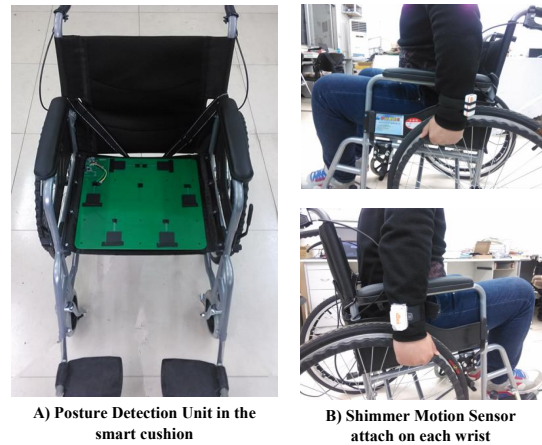 A) Posture Detection Unit in the
smart cushion
B) Shimmer Motion Sensor
attach on each wrist